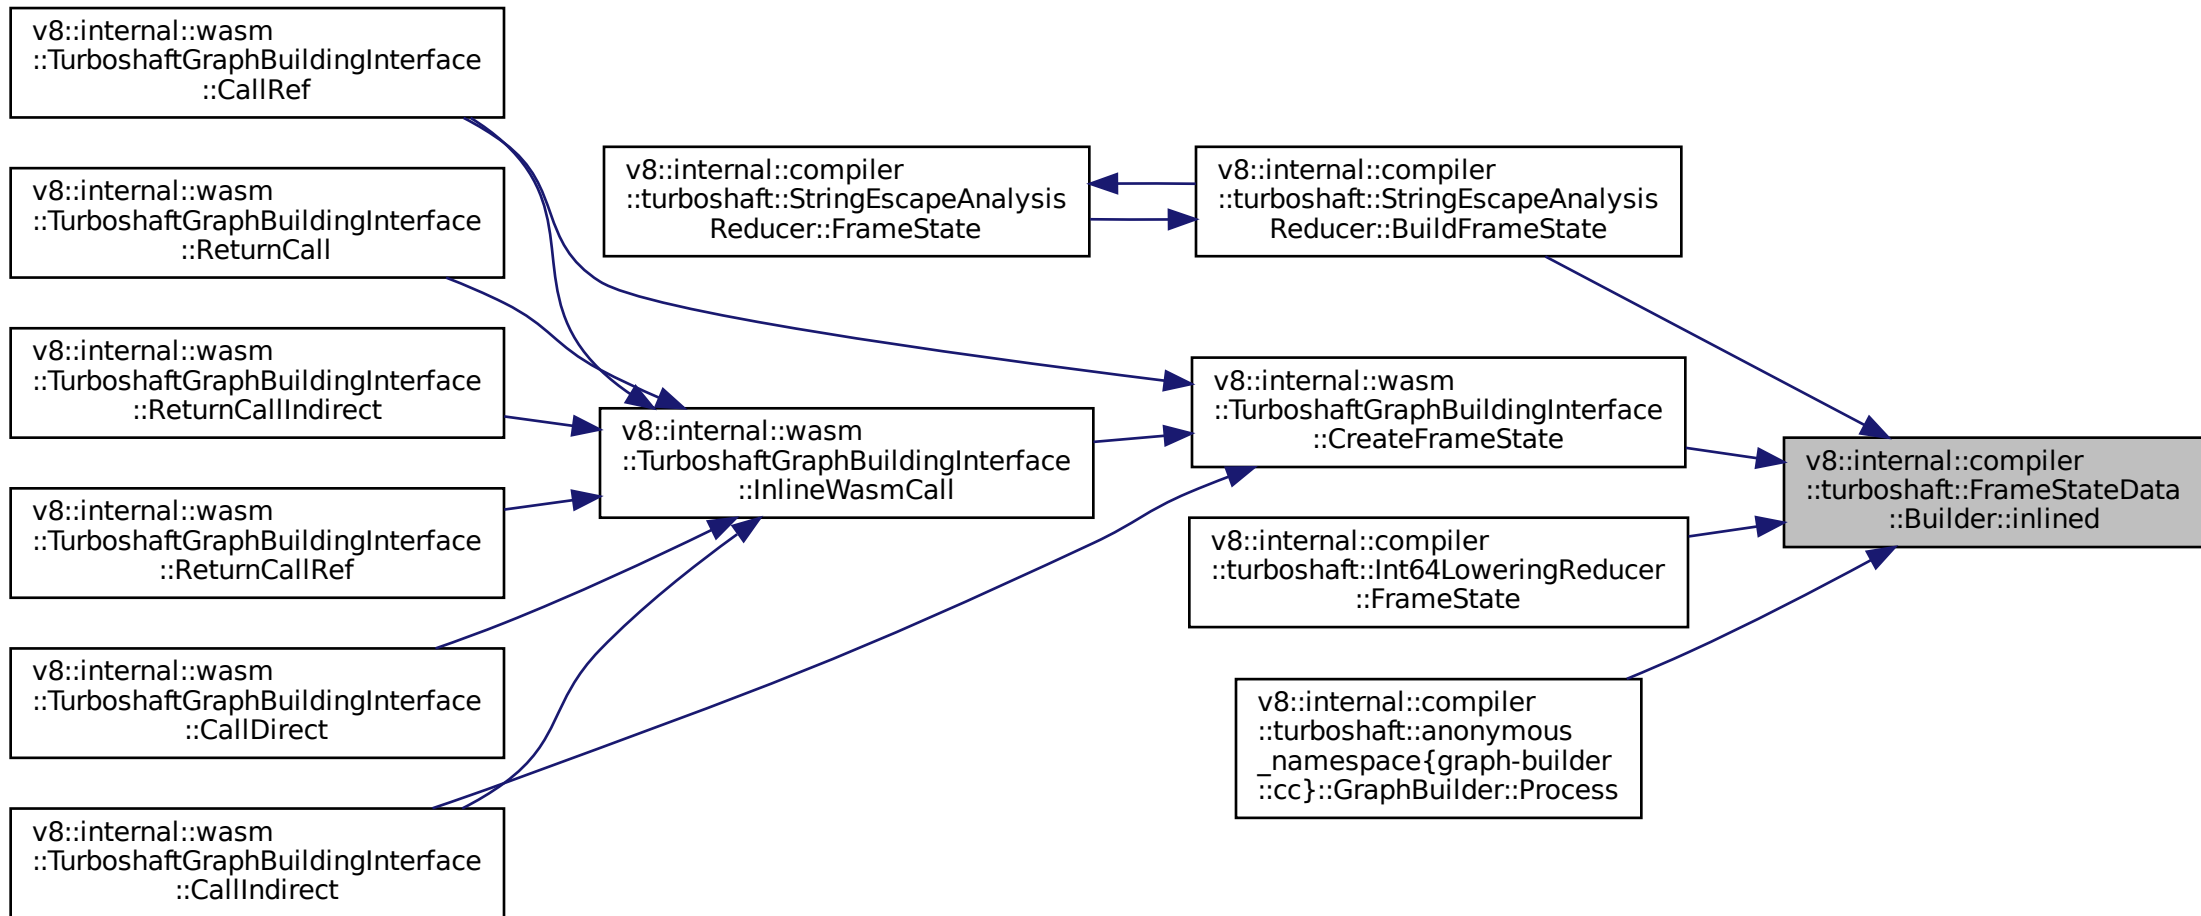 v8::internal::wasm
::TurboshaftGraphBuildingInterface
::CallRef
v8::internal::wasm
::TurboshaftGraphBuildingInterface
::ReturnCall
v8::internal::wasm
::TurboshaftGraphBuildingInterface
::ReturnCallIndirect
v8::internal::wasm
::TurboshaftGraphBuildingInterface
::ReturnCallRef
v8::internal::wasm
::TurboshaftGraphBuildingInterface
::CallDirect
v8::internal::wasm
::TurboshaftGraphBuildingInterface
::CallIndirect
v8::internal::compiler
::turboshaft::StringEscapeAnalysis
Reducer::FrameState
v8::internal::wasm
::TurboshaftGraphBuildingInterface
::InlineWasmCall
v8::internal::compiler
::turboshaft::StringEscapeAnalysis
Reducer::BuildFrameState
v8::internal::wasm
::TurboshaftGraphBuildingInterface
::CreateFrameState
v8::internal::compiler
::turboshaft::Int64LoweringReducer
::FrameState
v8::internal::compiler
::turboshaft::anonymous
_namespace{graph-builder
::cc}::GraphBuilder::Process
v8::internal::compiler
::turboshaft::FrameStateData
::Builder::inlined